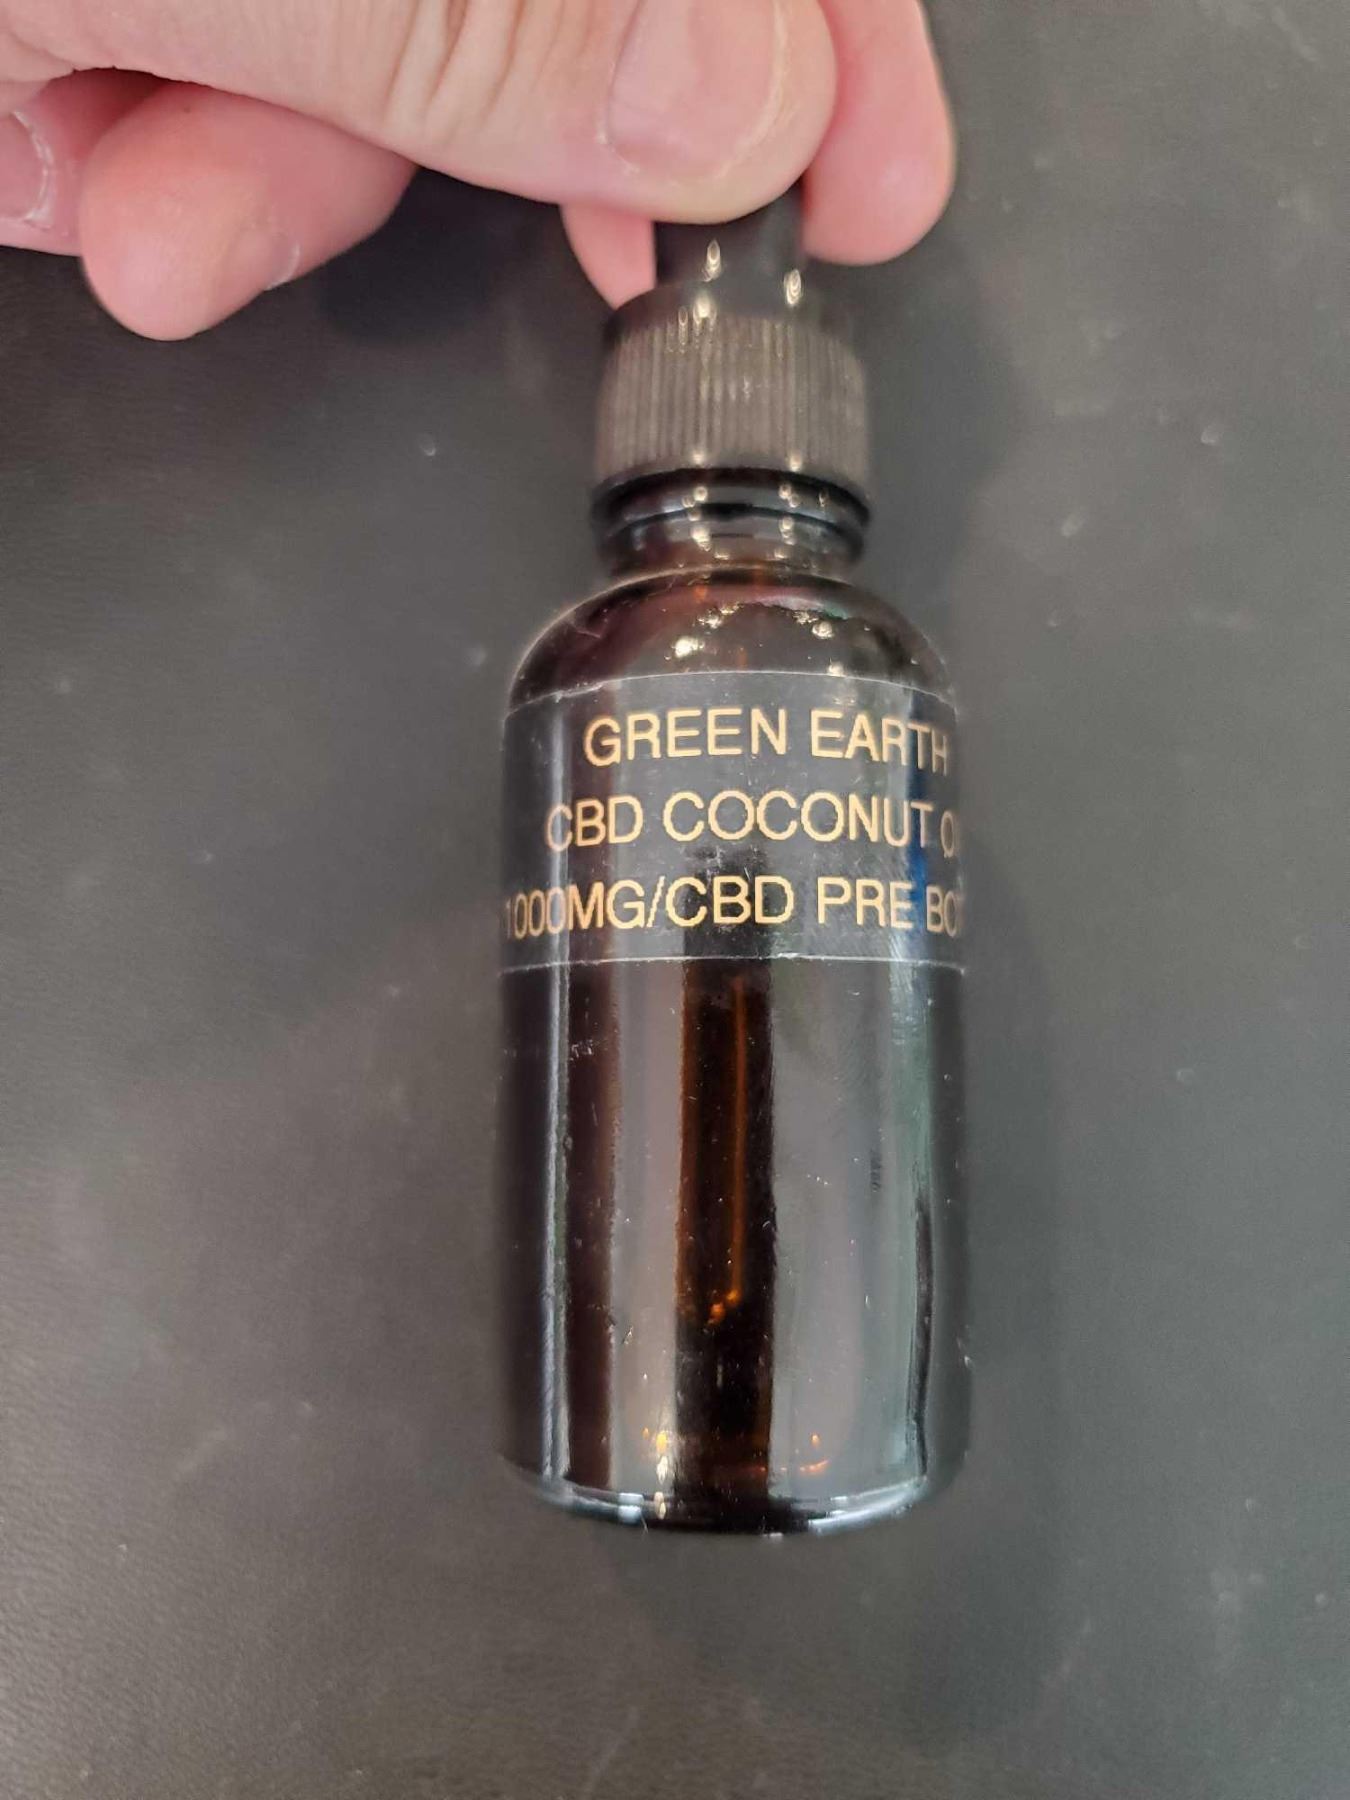 GREEN EARTH
CBD COCONUT
1000MG/CBD PRE